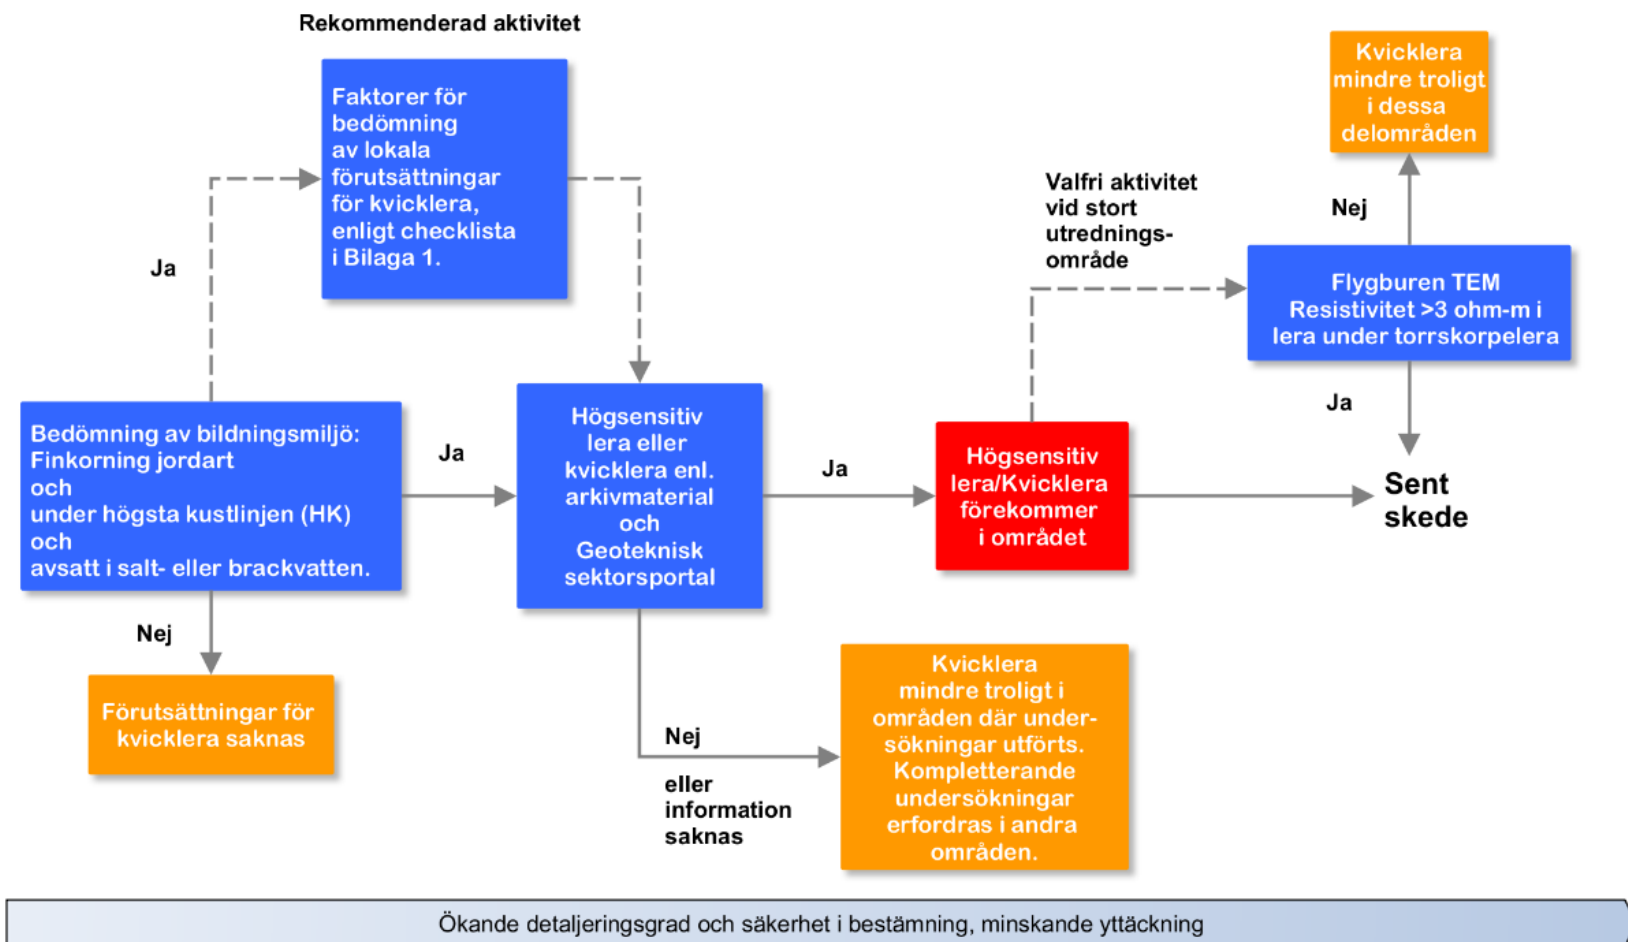 Rekommenderad aktivitet
Faktorer för
bedömning
av lokala
förutsättningar
för kvicklera,
enligt checklista
i Bilaga 1.
Ja
Bedömning av bildningsmiljö:
Finkorning jordart
och
under högsta kustlinjen (HK)
och
avsatt i salt- eller brackvatten.
Nej
Förutsättningar för
kvicklera saknas
Ja
Högsensitiv
lera eller
kvicklera enl.
arkivmaterial
och
Geoteknisk
sektorsportal
Nej
eller
information
saknas
Kvicklera
mindre troligt i
områden där under-
sökningar utförts.
Kompletterande
undersökningar
erfordras i andra
områden.
Ja
Högsensitiv
lera/Kvicklera
förekommer
i området
Valfri aktivitet
vid stort
utrednings-
område
Kvicklera
mindre troligt
i dessa
delområden
Nej
Flygburen TEM
Resistivitet >3 ohm-m i
lera under torrskorpelera
Ja
Sent
skede
Ökande detaljeringsgrad och säkerhet i bestämning, minskande yttäckning